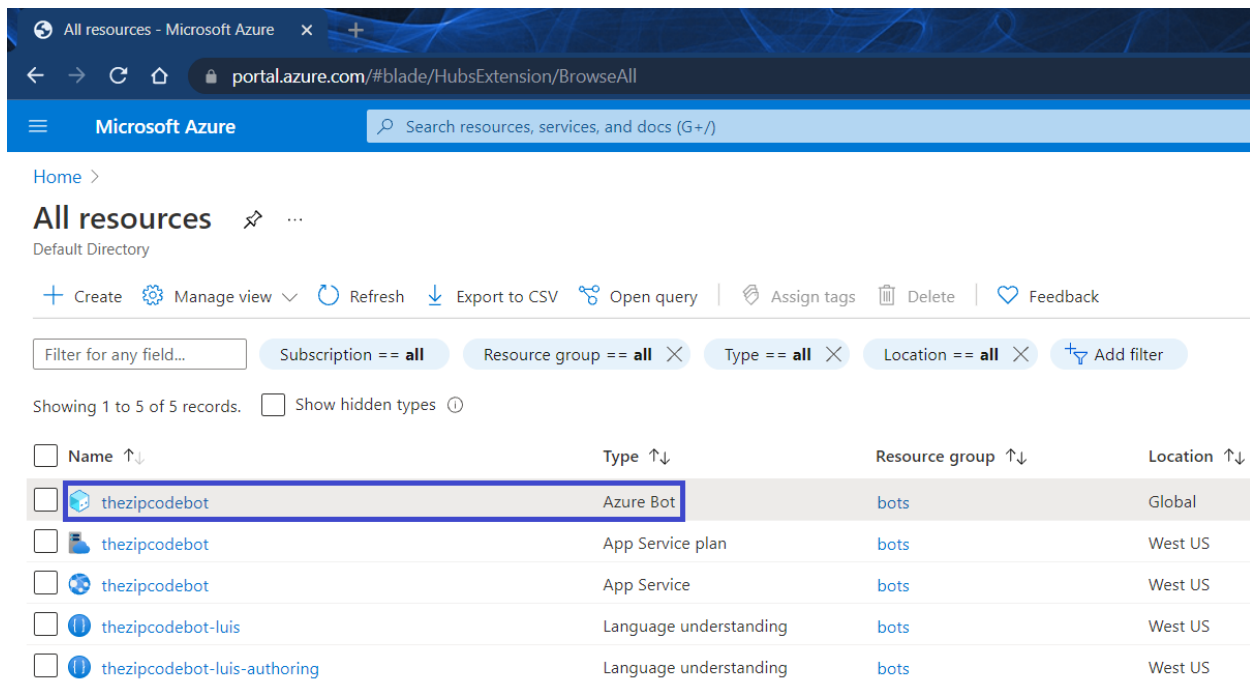 All resources - Microsoft Azure
portal.azure.com/#blade/HubsExtension/BrowseAll
Microsoft Azure Search resources, services, and docs (G+/)
Home >
All resources ...
Default Directory
+ Create Manage view Refresh Export to CSV Open query Assign tags Delete Feedback
Filter for any field... Subscription == all Resource group == all Type == all Location == all Add filter
Showing 1 to 5 of 5 records. Show hidden types
Name Type Resource group Location
thezipcodebot Azure Bot bots Global
thezipcodebot App Service plan bots West US
thezipcodebot App Service bots West US
thezipcodebot-luis Language understanding bots West US
thezipcodebot-luis-authoring Language understanding bots West US